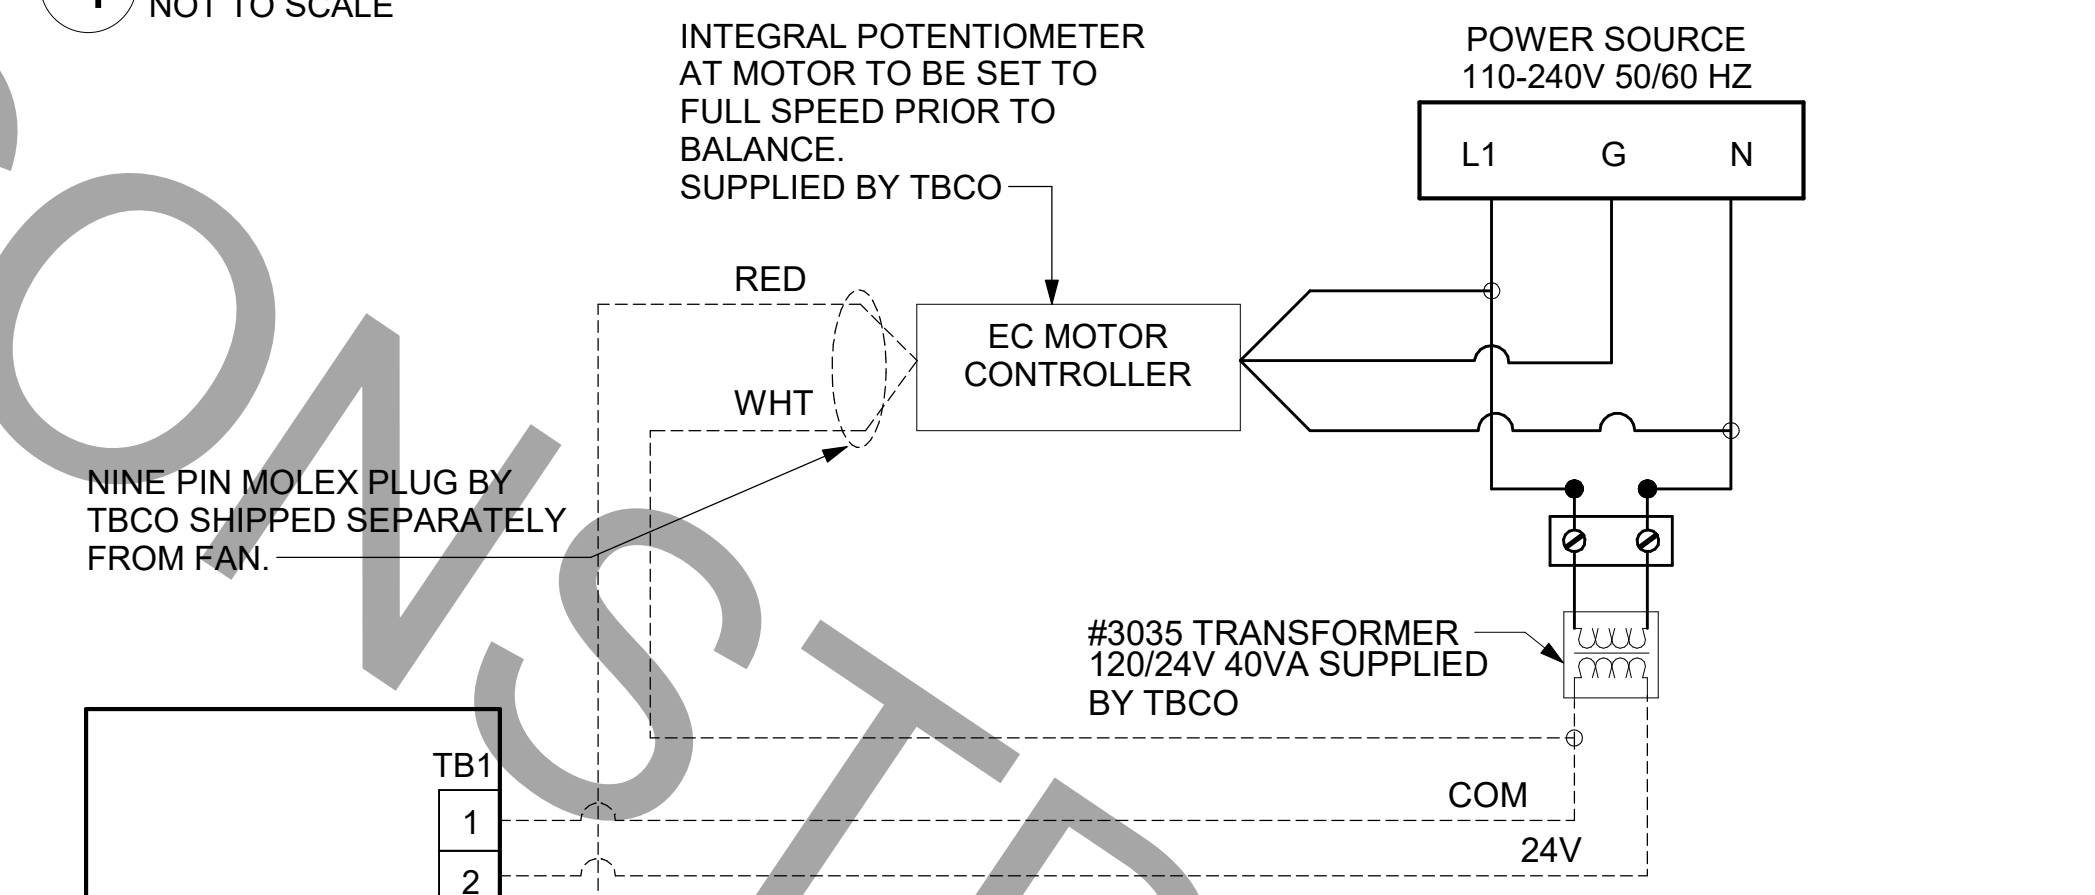 NOT TO SCALE
INTEGRAL POTENTIOMETER
AT MOTOR TO BE SET TO
FULL SPEED PRIOR TO
BALANCE.
SUPPLIED BY TBCO
POWER SOURCE
110-240V 50/60 HZ
L1 G N
RED
EC MOTOR
CONTROLLER
WHT
NINE PIN MOLEX PLUG BY
TBCO SHIPPED SEPARATELY
FROM FAN.
#3035 TRANSFORMER
120/24V 40VA SUPPLIED
BY TBCO
TB1
1
COM
24V
2